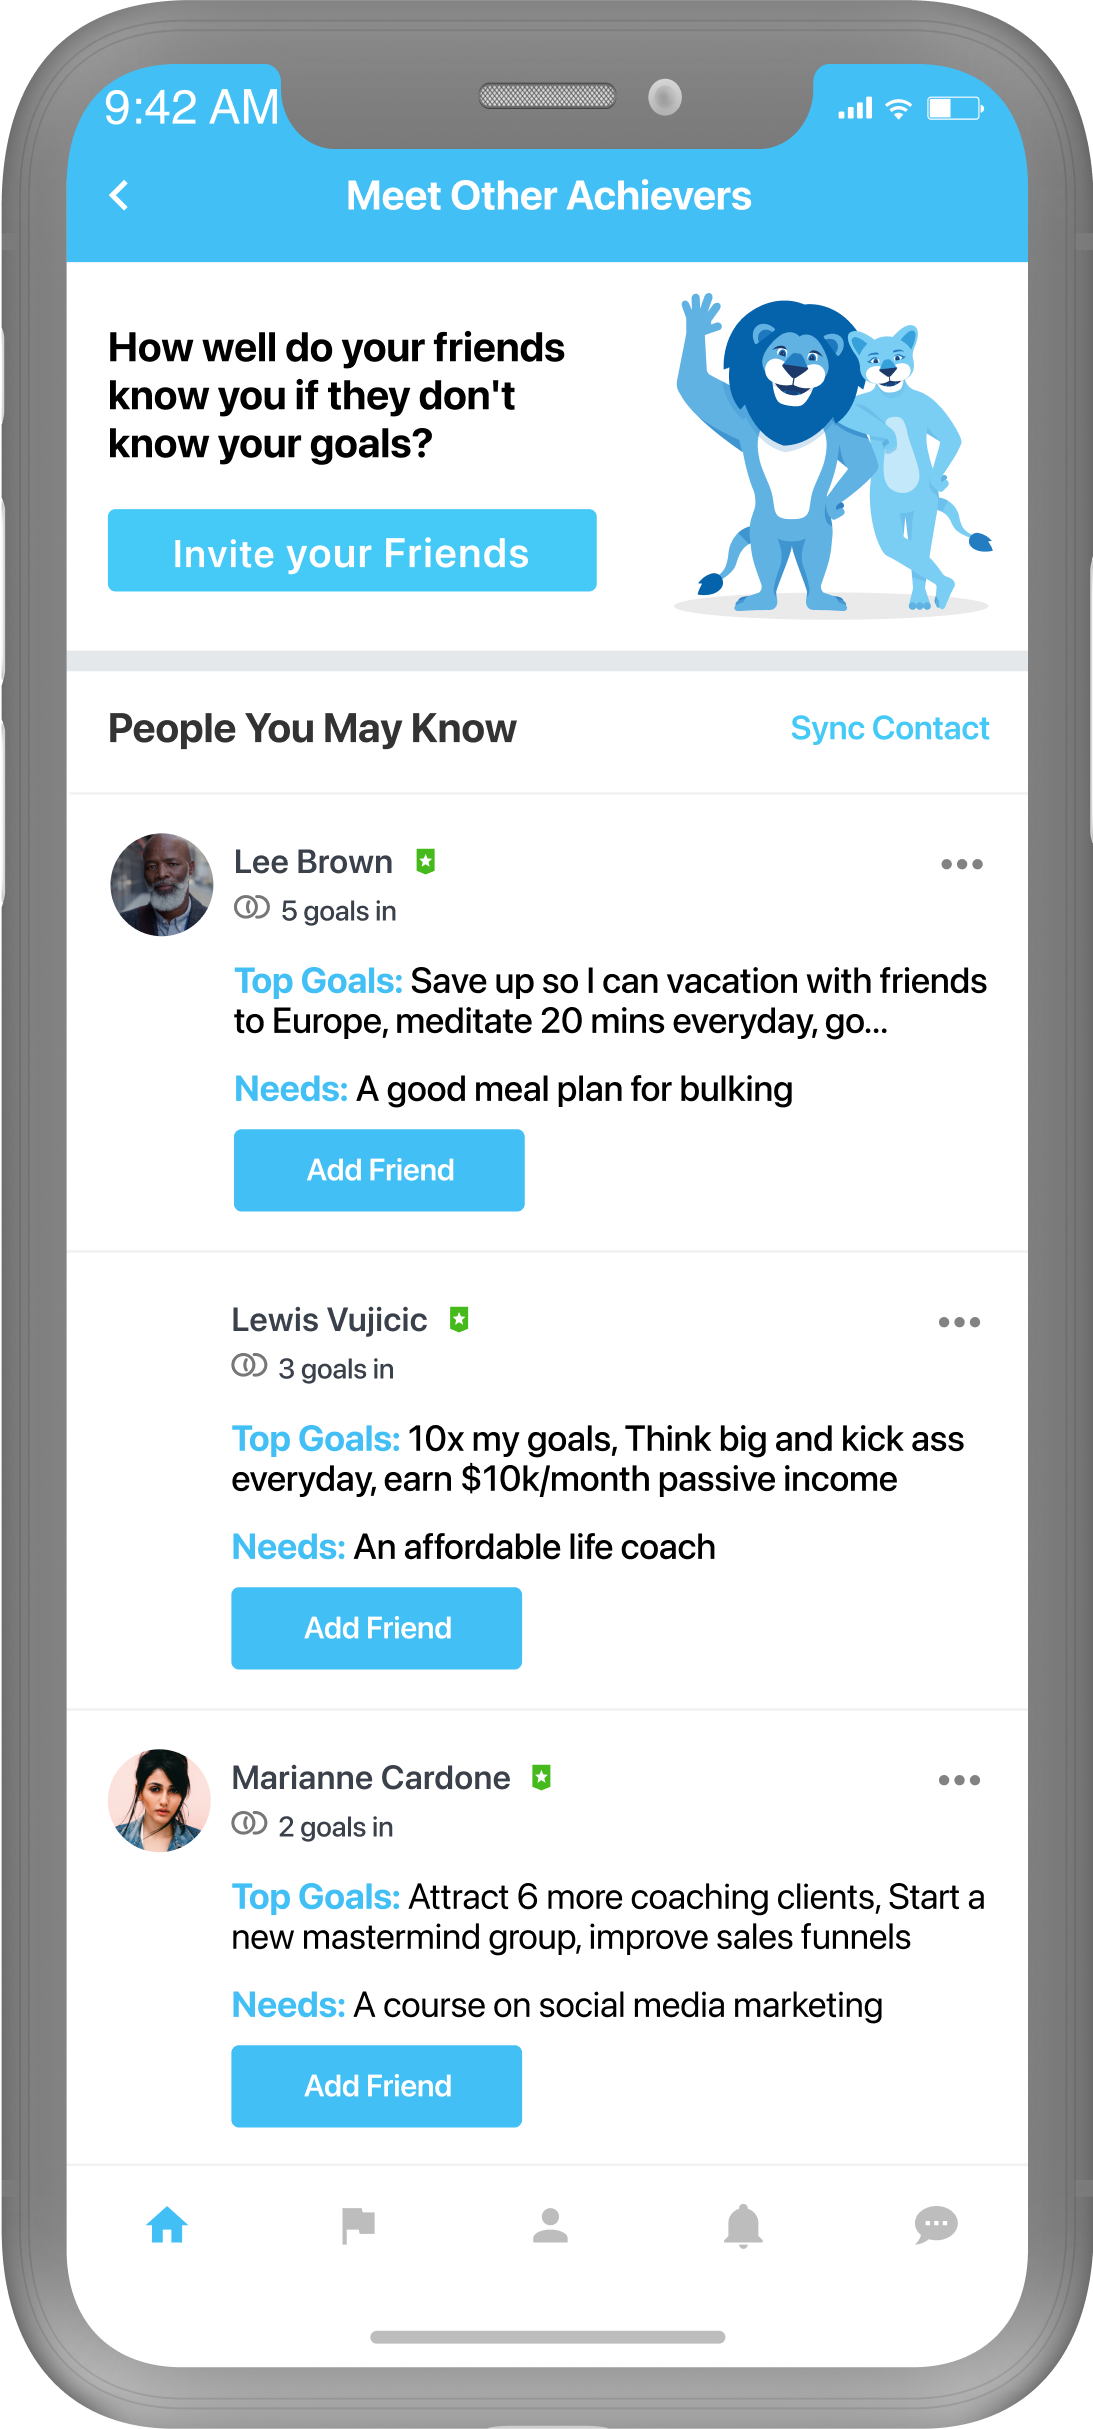 9:42 AM
Meet Other Achievers
How well do your friends
know you if they don't
know your goals?
Invite your Friends
People You May Know
Sync Contact
Lee Brown
5 goals in
Top Goals: Save up so I can vacation with friends
to Europe, meditate 20 mins everyday, go...
Needs: A good meal plan for bulking
Add Friend
Lewis Vujicic
3 goals in
Top Goals: 10x my goals, Think big and kick ass
everyday, earn $10k/month passive income
Needs: An affordable life coach
Add Friend
Marianne Cardone
2 goals in
Top Goals: Attract 6 more coaching clients, Start a
new mastermind group, improve sales funnels
Needs: A course on social media marketing
Add Friend